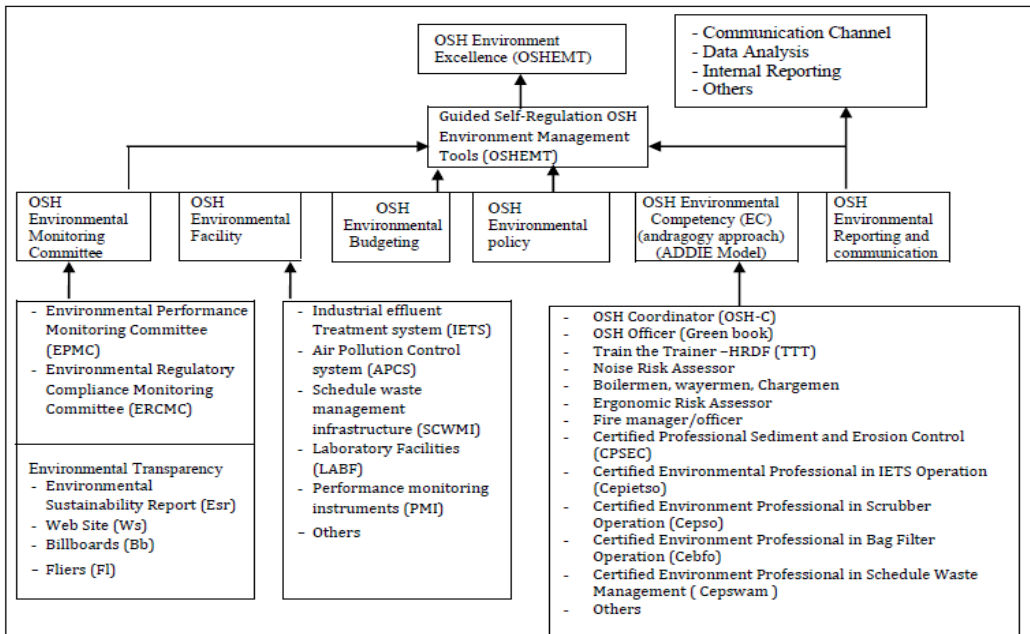 OSH Environment
Excellence (OSHEMT)
- Communication Channel
- Data Analysis
- Internal Reporting
- Others
Guided Self-Regulation OSH
Environment Management
Tools (OSHEMT)
OSH
Environmental
Monitoring
Committee
OSH
Environmental
Facility
OSH
Environmental
Budgeting
OSH
Environmental
policy
OSH Environmental
Competency (EC)
(andragogy approach)
(ADDIE Model)
OSH
Environmental
Reporting and
communication
- Environmental Performance
Monitoring Committee
(EPMC)
- Environmental Regulatory
Compliance Monitoring
Committee (ERCMC)
Environmental Transparency
- Environmental
Sustainability Report (Esr)
- Web Site (Ws)
- Billboards (Bb)
- Fliers (Fl)
- Industrial effluent
Treatment system (IETS)
- Air Pollution Control
system (APCS)
- Schedule waste
management
infrastructure (SCWMI)
- Laboratory Facilities
(LABF)
- Performance monitoring
instruments (PMI)
- Others
- OSH Coordinator (OSH-C)
- OSH Officer (Green book)
- Train the Trainer –HRDF (TTT)
- Noise Risk Assessor
- Boilermen, wayermen, Chargemen
- Ergonomic Risk Assessor
- Fire manager/officer
- Certified Professional Sediment and Erosion Control
(CPSEC)
- Certified Environmental Professional in IETS Operation
(Cepietso)
- Certified Environment Professional in Scrubber
Operation (Cepso)
- Certified Environment Professional in Bag Filter
Operation (Cebfo)
- Certified Environment Professional in Schedule Waste
Management ( Cepswam )
- Others